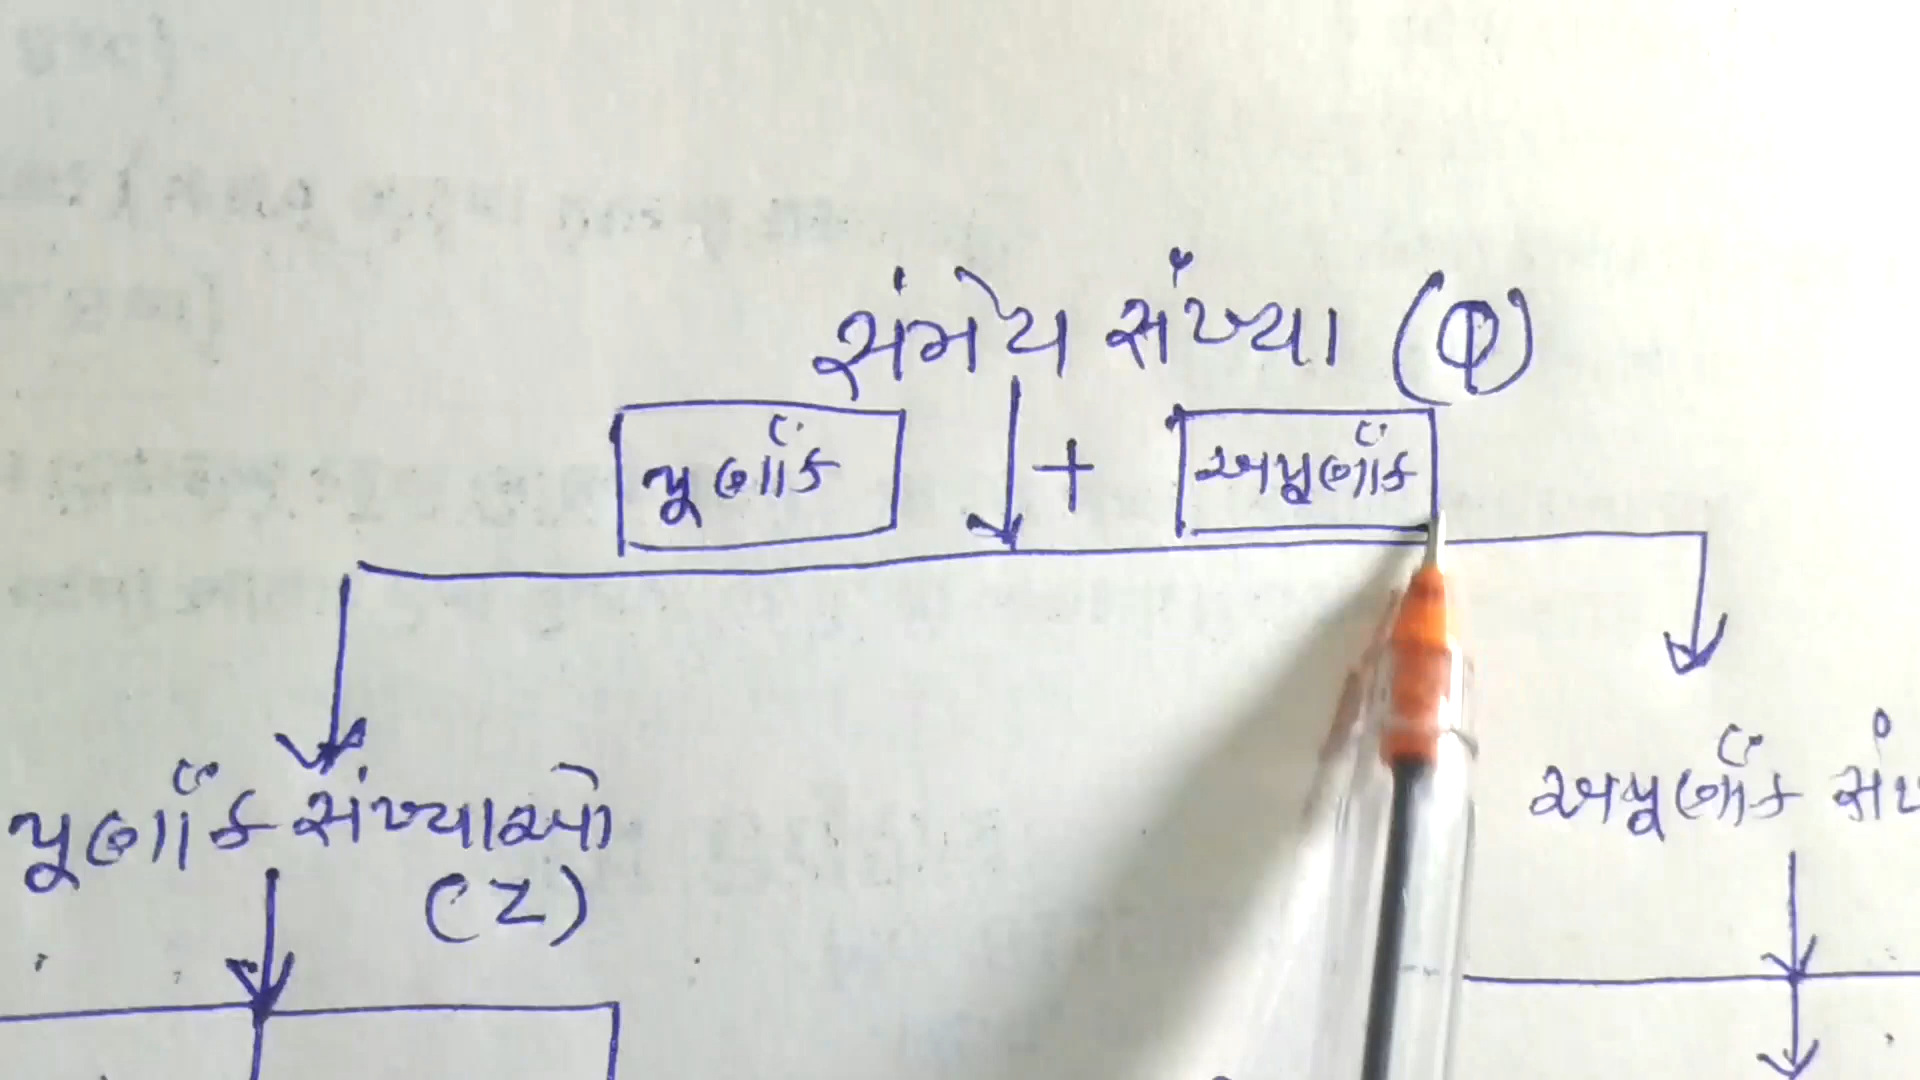 સંમેય સંખ્યા (Q)
પૂર્ણાંક + અપૂર્ણાંક
પૂર્ણાંક સંખ્યાઓ અપૂર્ણાંક
(Z)